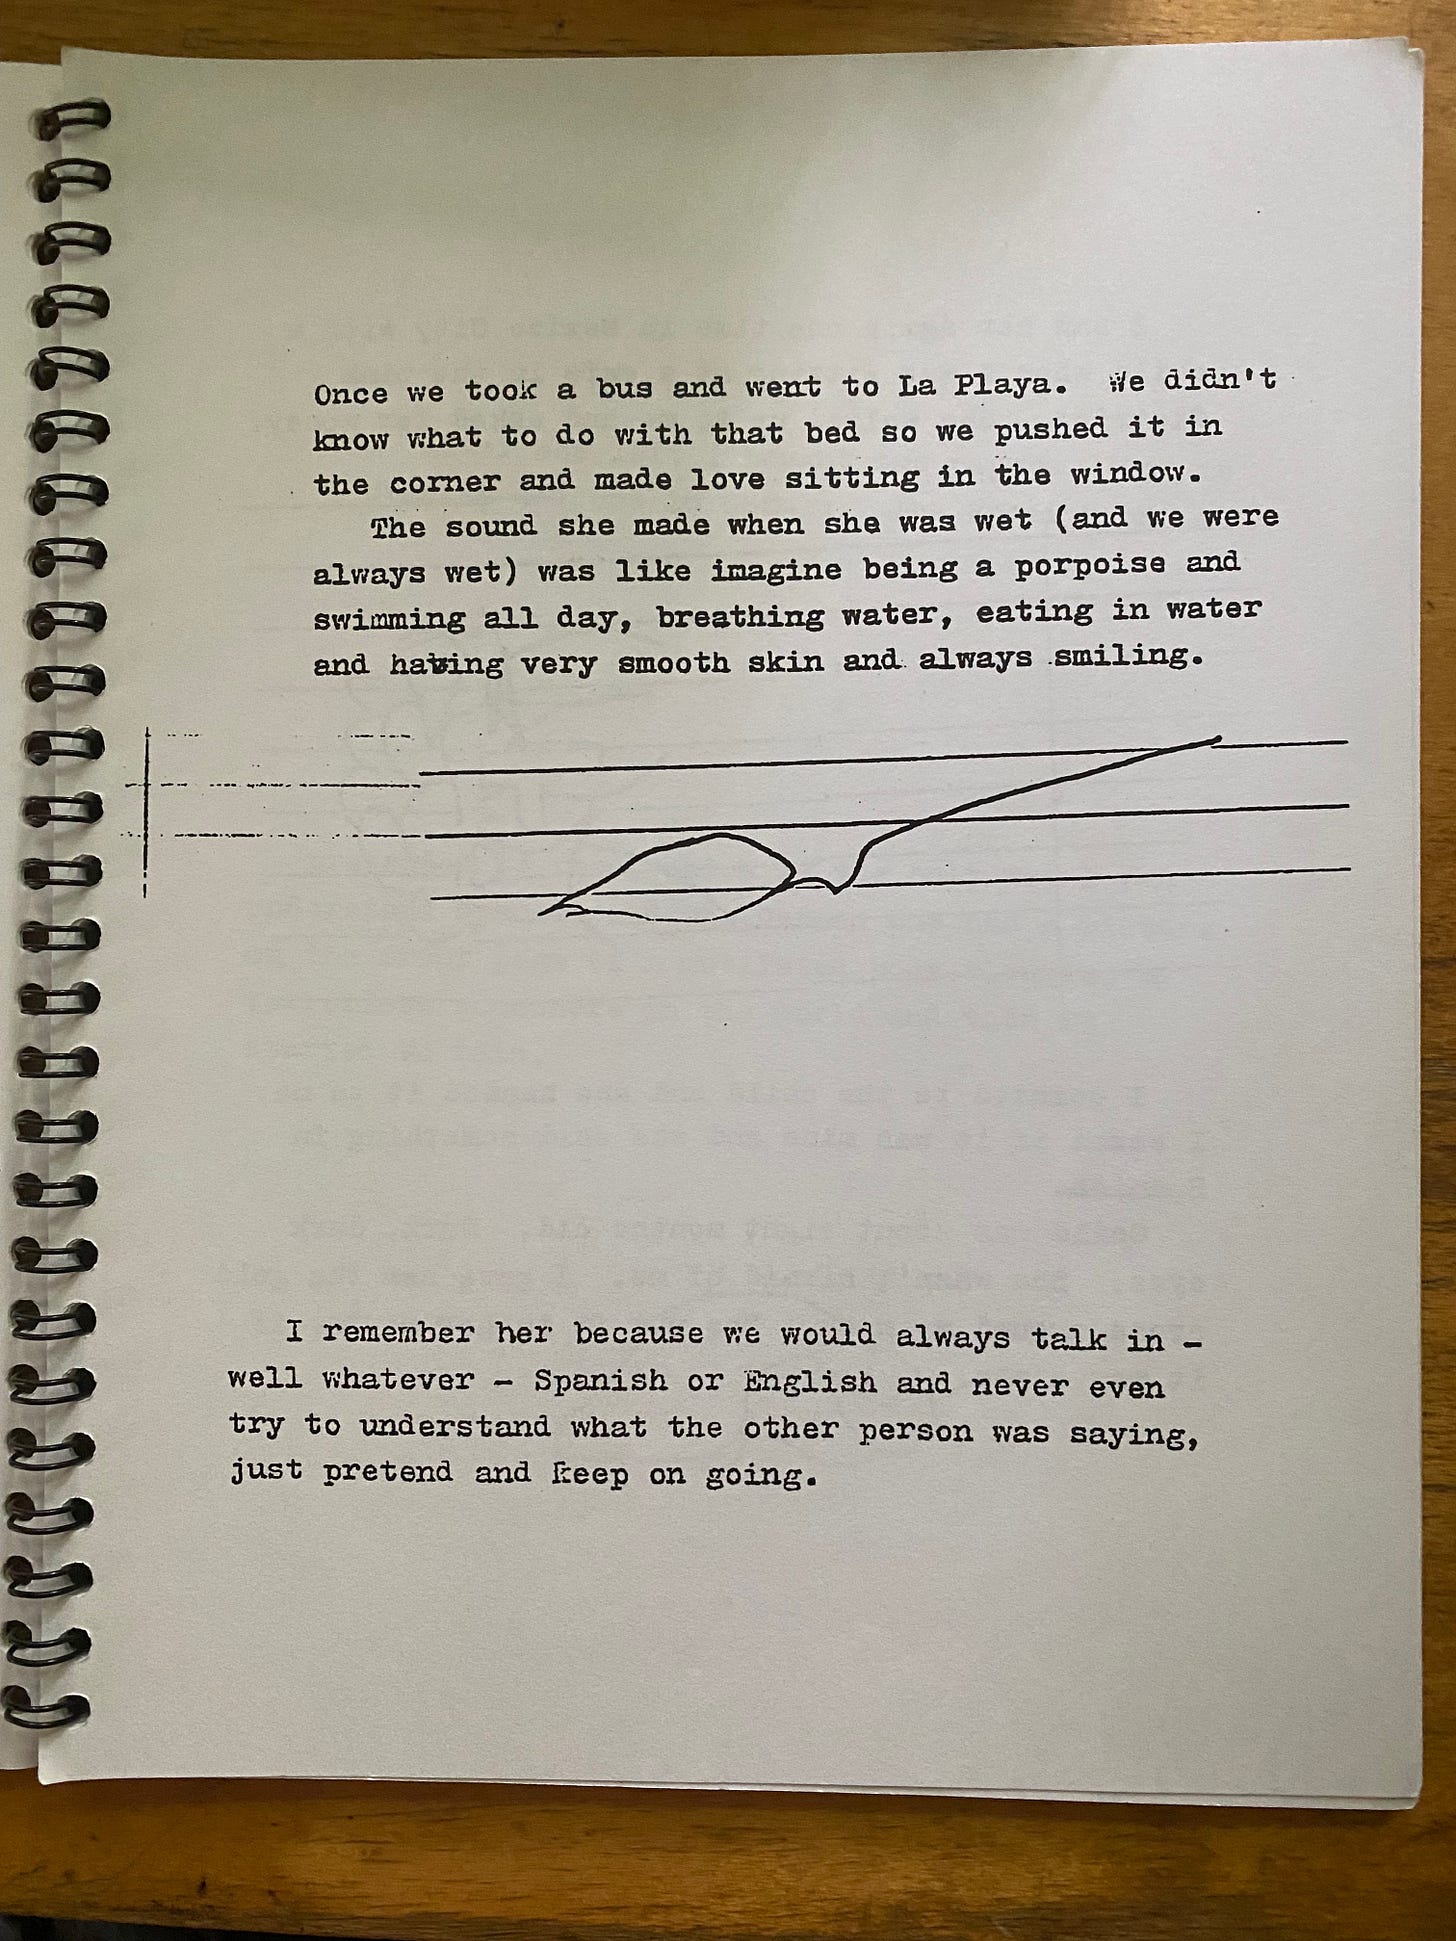 Once we took a bus and went to La Playa.  We didn't
know what to do with that bed so we pushed it in
the corner and made love sitting in the window.
The sound she made when she was wet (and we were
always wet) was like imagine being a porpoise and
swimming all day, breathing water, eating in water
and having very smooth skin and always smiling.
I remember her because we would always talk in -
well whatever - Spanish or English and never even
try to understand what the other person was saying,
just pretend and keep on going.